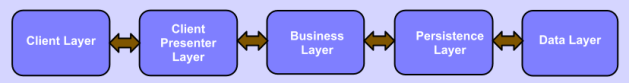 Client Layer
Client
Presenter
Layer
Business
Layer
Persistence
Layer
Data Layer